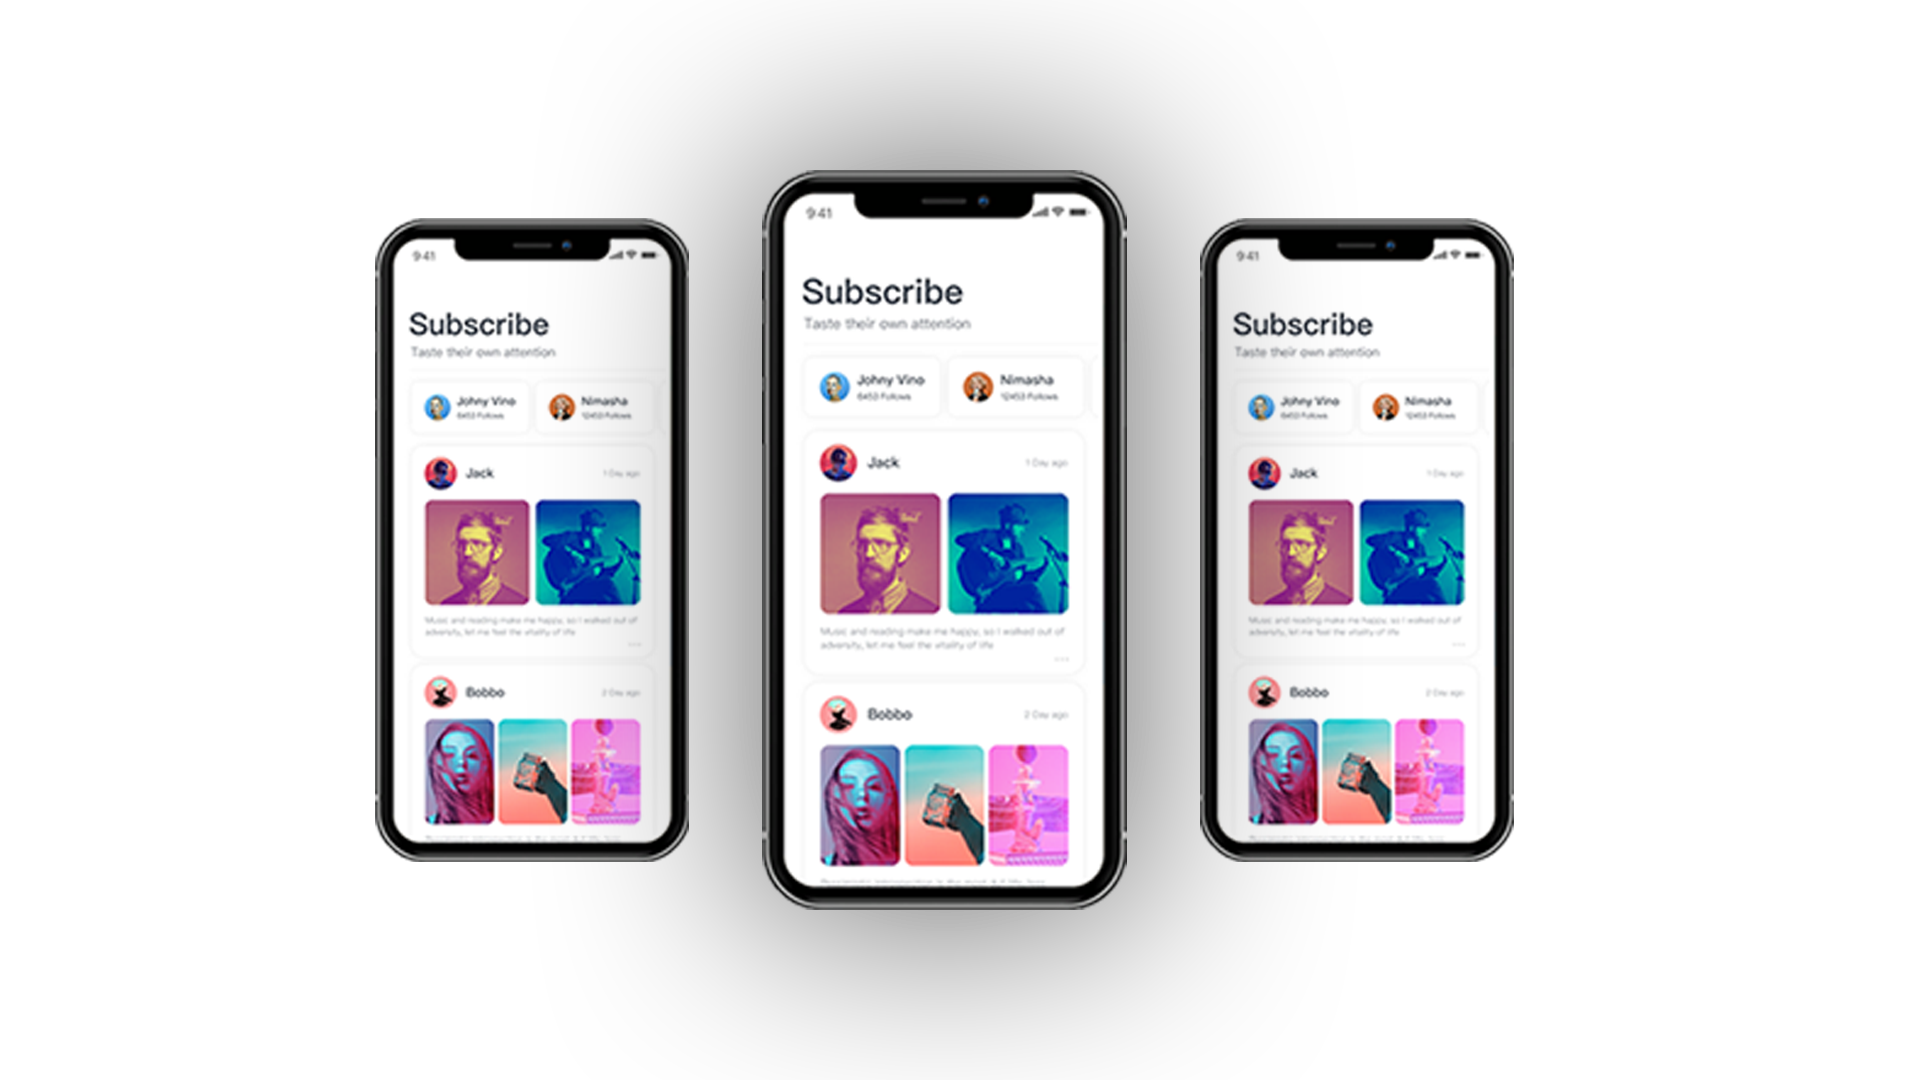 9:41
Subscribe
Taste their own attention
Johny Vino
6453 Follows
Nimasha
12453 Follows
Jack
1 Day ago
Music and reading make me happy, so I walked out of
adversity, let me feel the vitality of life
Bobbo
2 Day ago
9:41
Subscribe
Taste their own attention
Johny Vino
6453 Follows
Nimasha
12453 Follows
Jack
1 Day ago
Music and reading make me happy, so I walked out of
adversity, let me feel the vitality of life
Bobbo
2 Day ago
9:41
Subscribe
Taste their own attention
Johny Vino
6453 Follows
Nimasha
12453 Follows
Jack
1 Day ago
Music and reading make me happy, so I walked out of
adversity, let me feel the vitality of life
Bobbo
2 Day ago